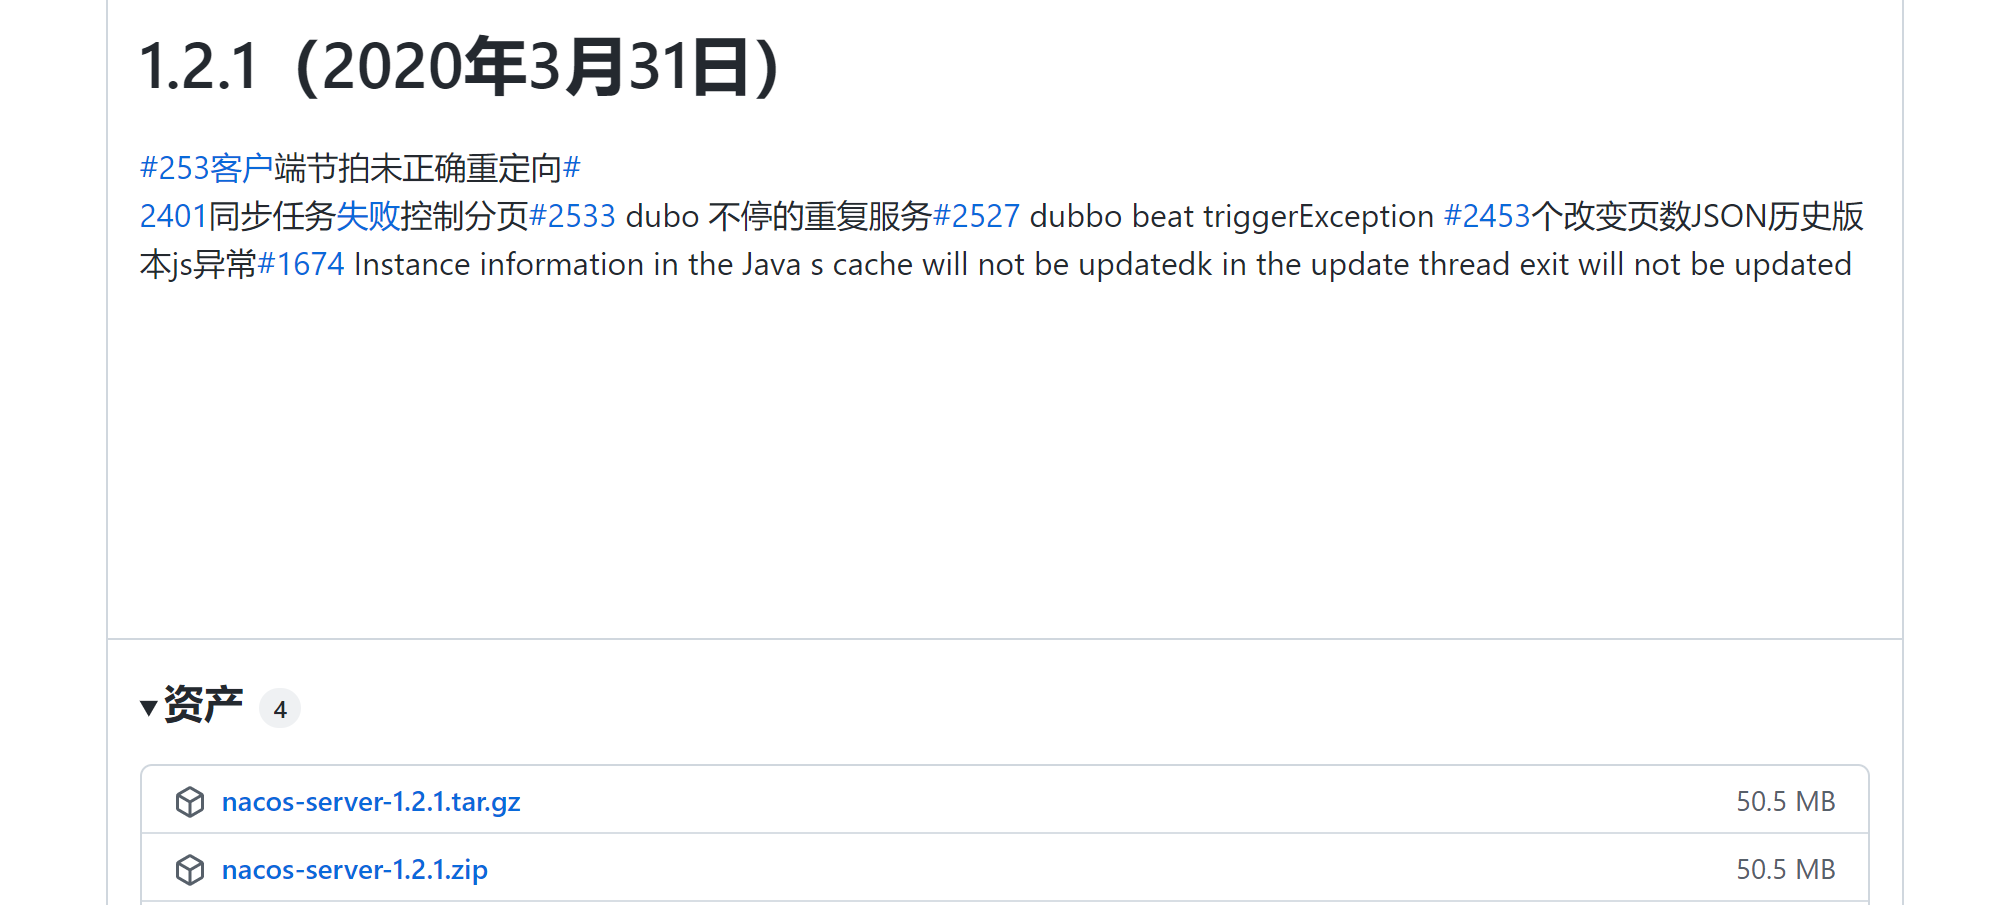 1.2.1（2020年3月31日）
#253客户端节拍未正确重定向#
2401同步任务失败控制分页#2533 dubo 不停的重复服务#2527 dubbo beat triggerException #2453个改变页数JSON历史版
本js异常#1674 Instance information in the Java s cache will not be updatedk in the update thread exit will not be updated
资产 4
nacos-server-1.2.1.tar.gz 50.5 MB
nacos-server-1.2.1.zip 50.5 MB